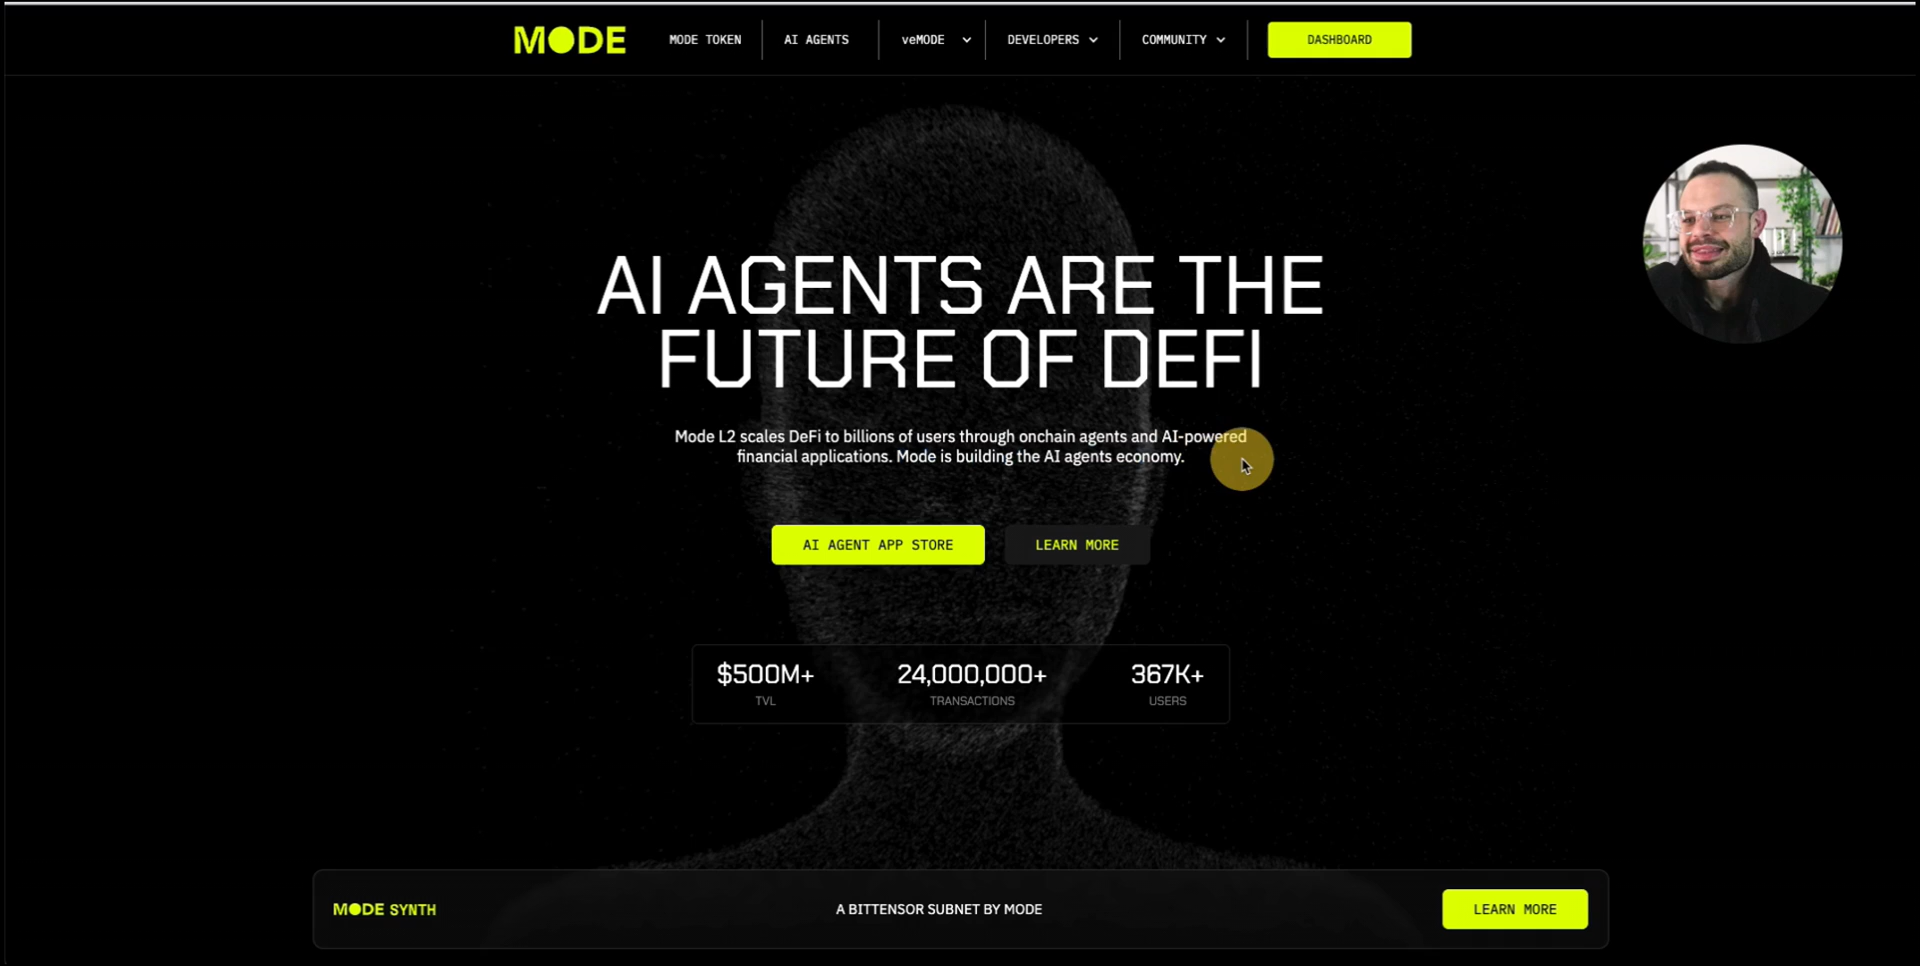 MODE
MODE TOKEN
AI AGENTS
veMODE
DEVELOPERS
COMMUNITY
DASHBOARD
AI AGENTS ARE THE
FUTURE OF DEFI
Mode L2 scales DeFi to billions of users through onchain agents and AI-powered
financial applications. Mode is building the AI agents economy.
AI AGENT APP STORE
LEARN MORE
$500M+
TVL
24,000,000+
TRANSACTIONS
367K+
USERS
MODE SYNTH
A BITTENSOR SUBNET BY MODE
LEARN MORE